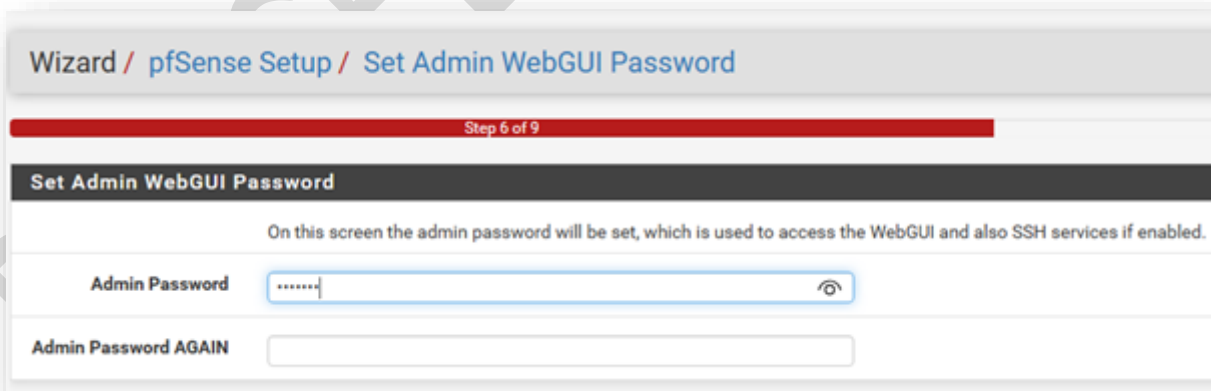 Wizard / pfSense Setup / Set Admin WebGUI Password
Step 6 of 9
Set Admin WebGUI Password
On this screen the admin password will be set, which is used to access the WebGUI and also SSH services if enabled.
Admin Password •••••••
Admin Password AGAIN